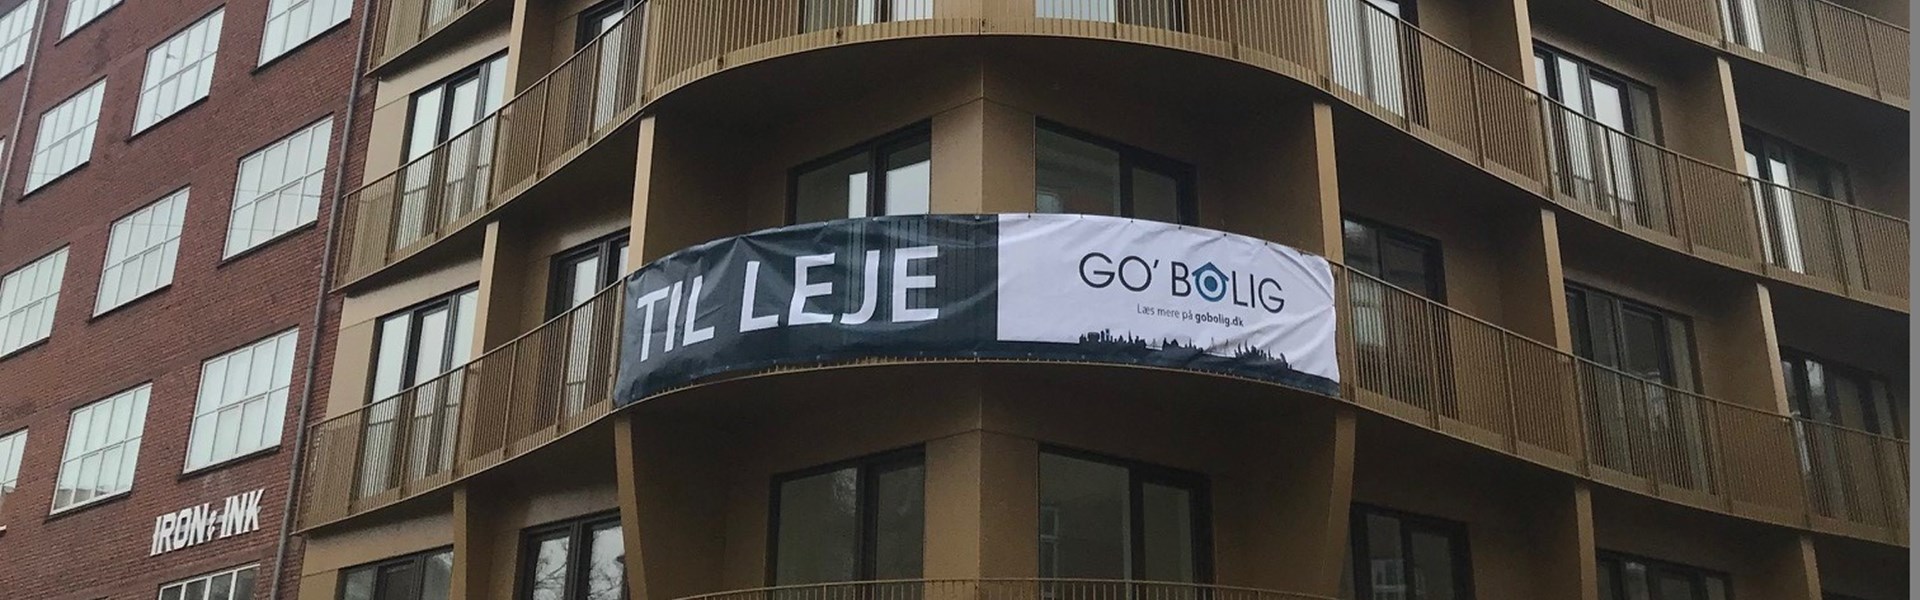 TIL LEJE
GO' BOLIG
Læs mere på gobolig.dk
IRON & INK